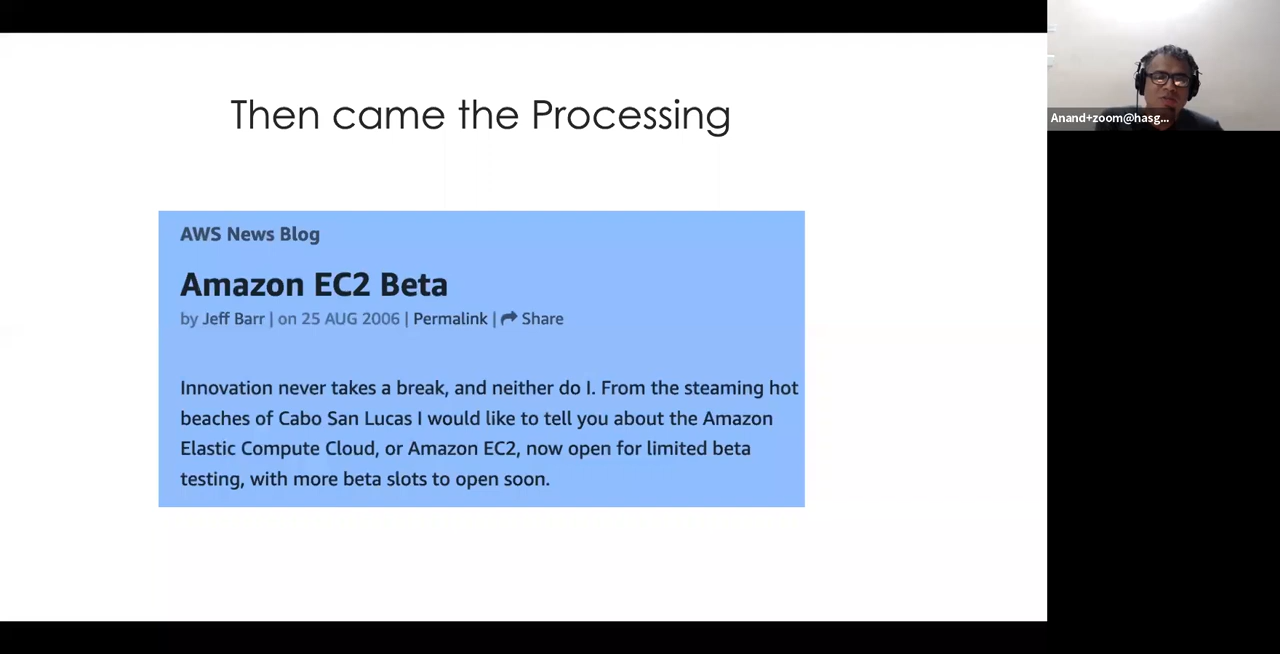 Then came the Processing
AWS News Blog
Amazon EC2 Beta
by Jeff Barr | on 25 AUG 2006 | Permalink | Share
Innovation never takes a break, and neither do I. From the steaming hot
beaches of Cabo San Lucas I would like to tell you about the Amazon
Elastic Compute Cloud, or Amazon EC2, now open for limited beta
testing, with more beta slots to open soon.
Anand+zoom@hasg...